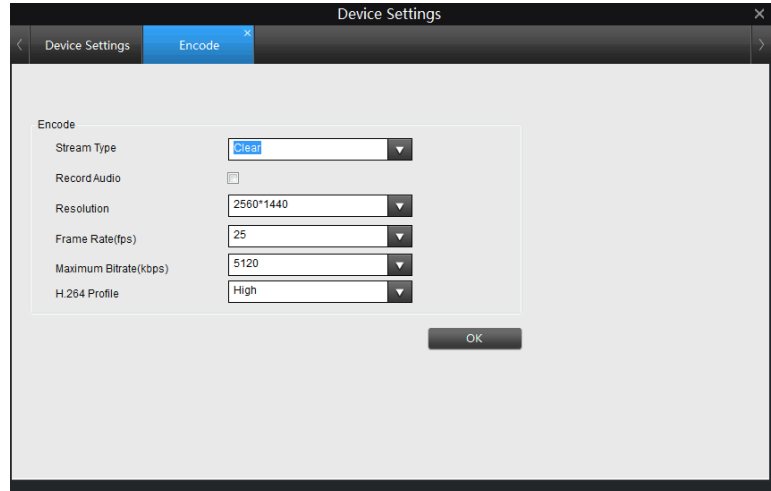 Device Settings
Device Settings
Encode
Encode
Stream Type
Clear
Record Audio
Resolution
2560*1440
Frame Rate(fps)
25
Maximum Bitrate(kbps)
5120
H.264 Profile
High
OK